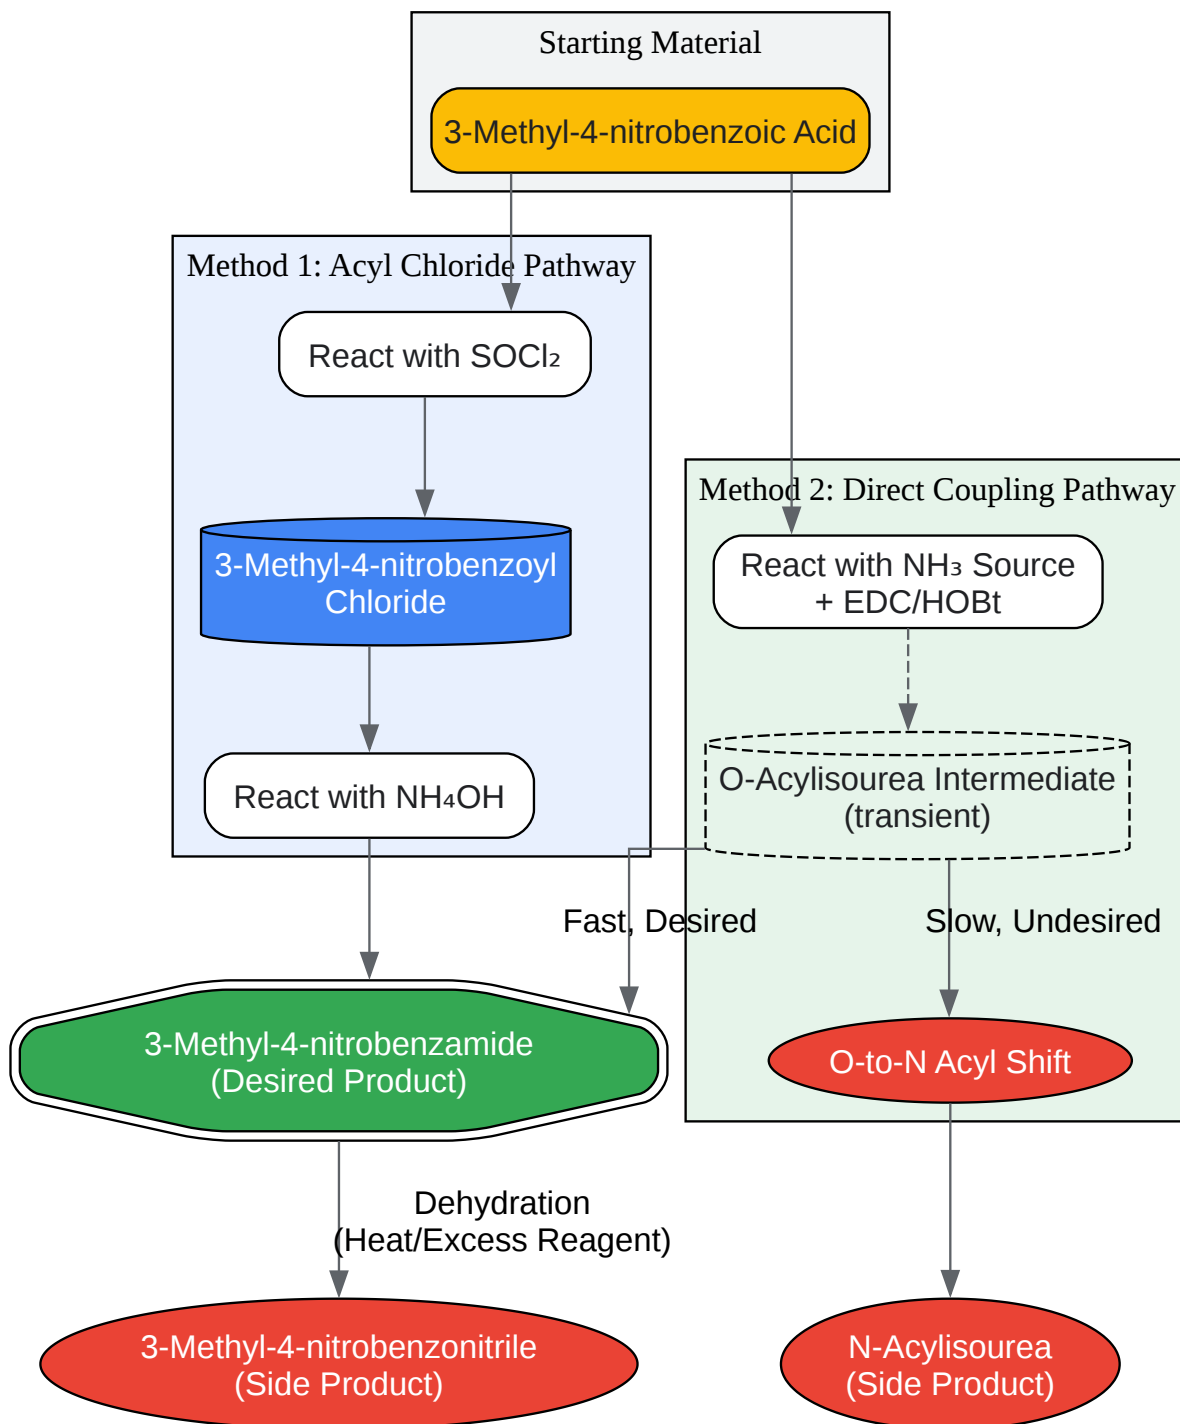 Starting Material
3-Methyl-4-nitrobenzoic Acid
Method 1: Acyl Chloride Pathway
React with SOCl₂
3-Methyl-4-nitrobenzoyl
Chloride
React with NH₄OH
Method 2: Direct Coupling Pathway
React with NH₃ Source
+ EDC/HOBt
O-Acylisourea Intermediate
(transient)
Fast, Desired
Slow, Undesired
3-Methyl-4-nitrobenzamide
(Desired Product)
O-to-N Acyl Shift
Dehydration
(Heat/Excess Reagent)
3-Methyl-4-nitrobenzonitrile
(Side Product)
N-Acylisourea
(Side Product)